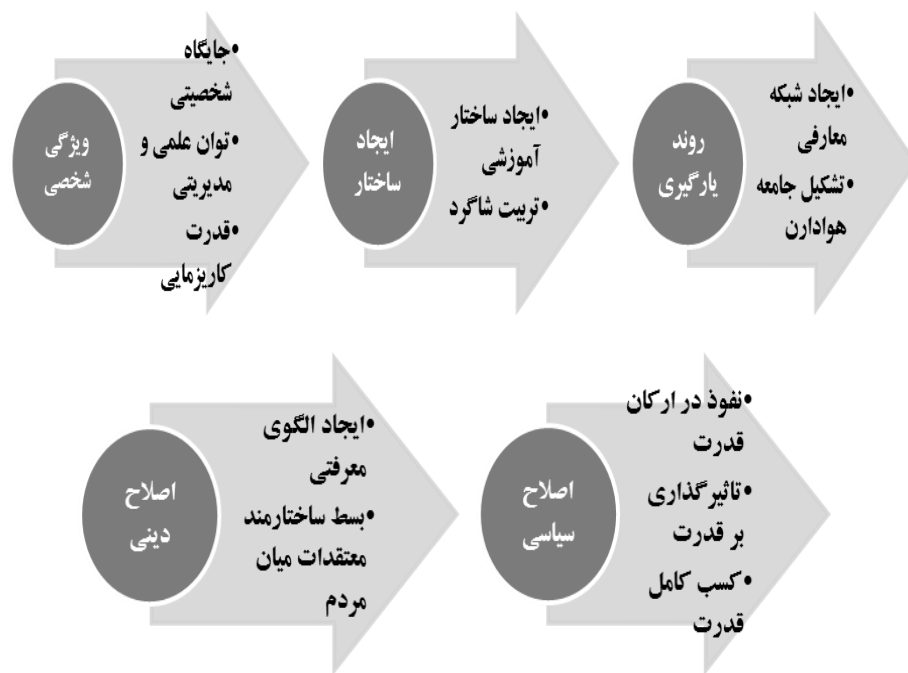 ویژگی
شخصی
•جایگاه
شخصیتی
•توان علمی و
مدیریتی
•قدرت
کاریزمایی
ایجاد
ساختار
•ایجاد ساختار
آموزشی
•تربیت شاگرد
روند
یارگیری
•ایجاد شبکه
معارفی
•تشکیل جامعه
هوادارن
اصلاح
دینی
•ایجاد الگوی
معرفتی
•بسط ساختارمند
معتقدات میان
مردم
اصلاح
سیاسی
•نفوذ در ارکان
قدرت
•تاثیرگذاری
بر قدرت
•کسب کامل
قدرت